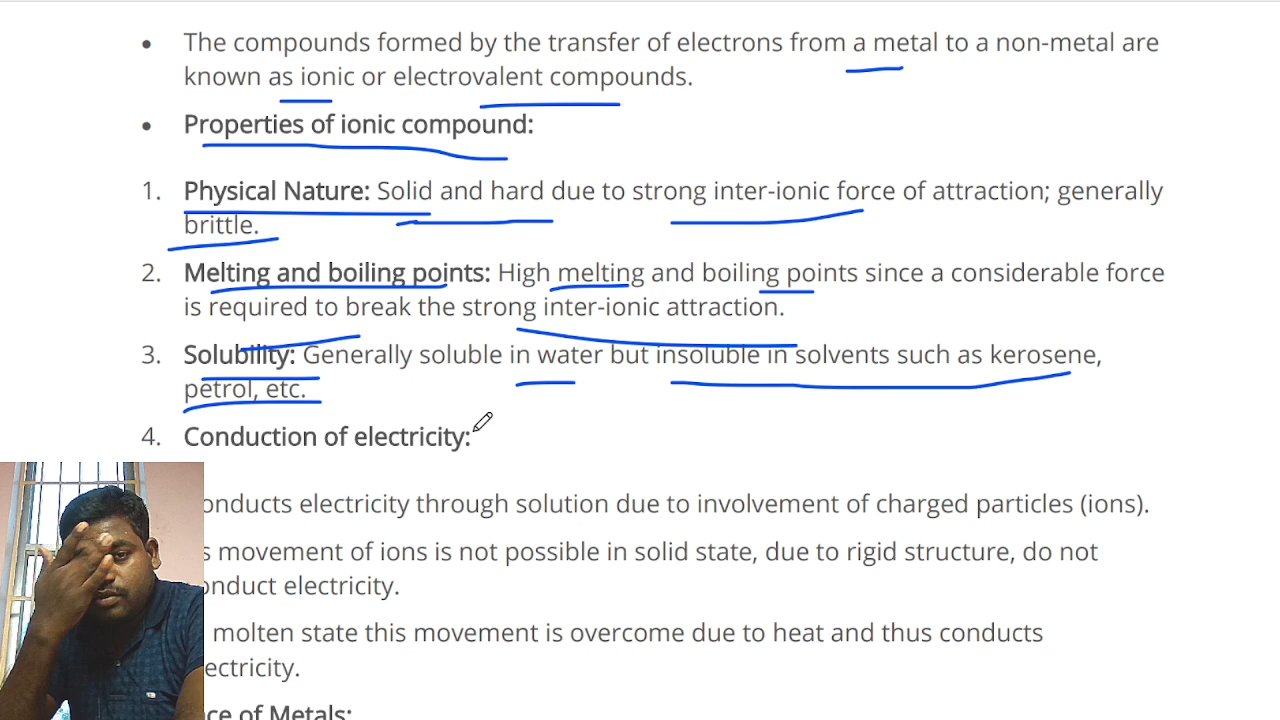 • The compounds formed by the transfer of electrons from a metal to a non-metal are
known as ionic or electrovalent compounds.
• Properties of ionic compound:
1. Physical Nature: Solid and hard due to strong inter-ionic force of attraction; generally
brittle.
2. Melting and boiling points: High melting and boiling points since a considerable force
is required to break the strong inter-ionic attraction.
3. Solubility: Generally soluble in water but insoluble in solvents such as kerosene,
petrol, etc.
4. Conduction of electricity:
onducts electricity through solution due to involvement of charged particles (ions).
s movement of ions is not possible in solid state, due to rigid structure, do not
onduct electricity.
molten state this movement is overcome due to heat and thus conducts
ectricity.
ce of Metals: